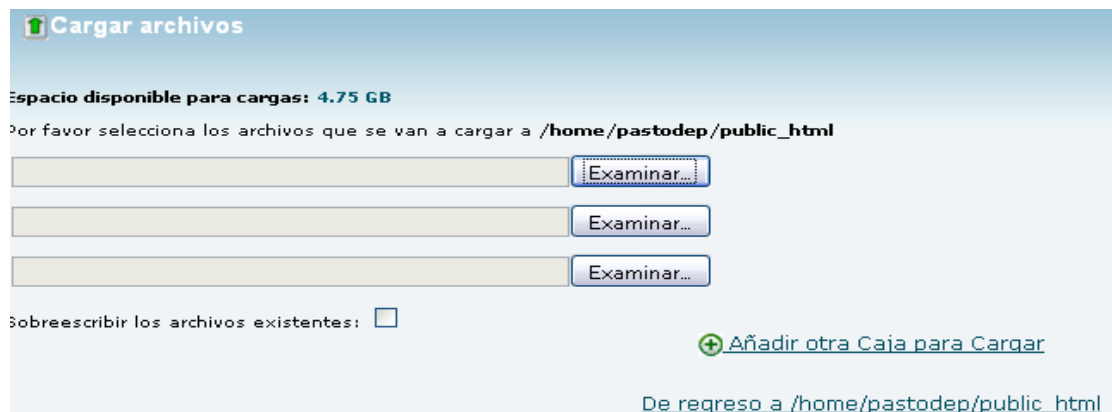 Cargar archivos
Espacio disponible para cargas: 4.75 GB
Por favor selecciona los archivos que se van a cargar a /home/pastodep/public_html
Examinar...
Examinar...
Examinar...
Sobreescribir los archivos existentes:
Añadir otra Caja para Cargar
De regreso a /home/pastodep/public_html